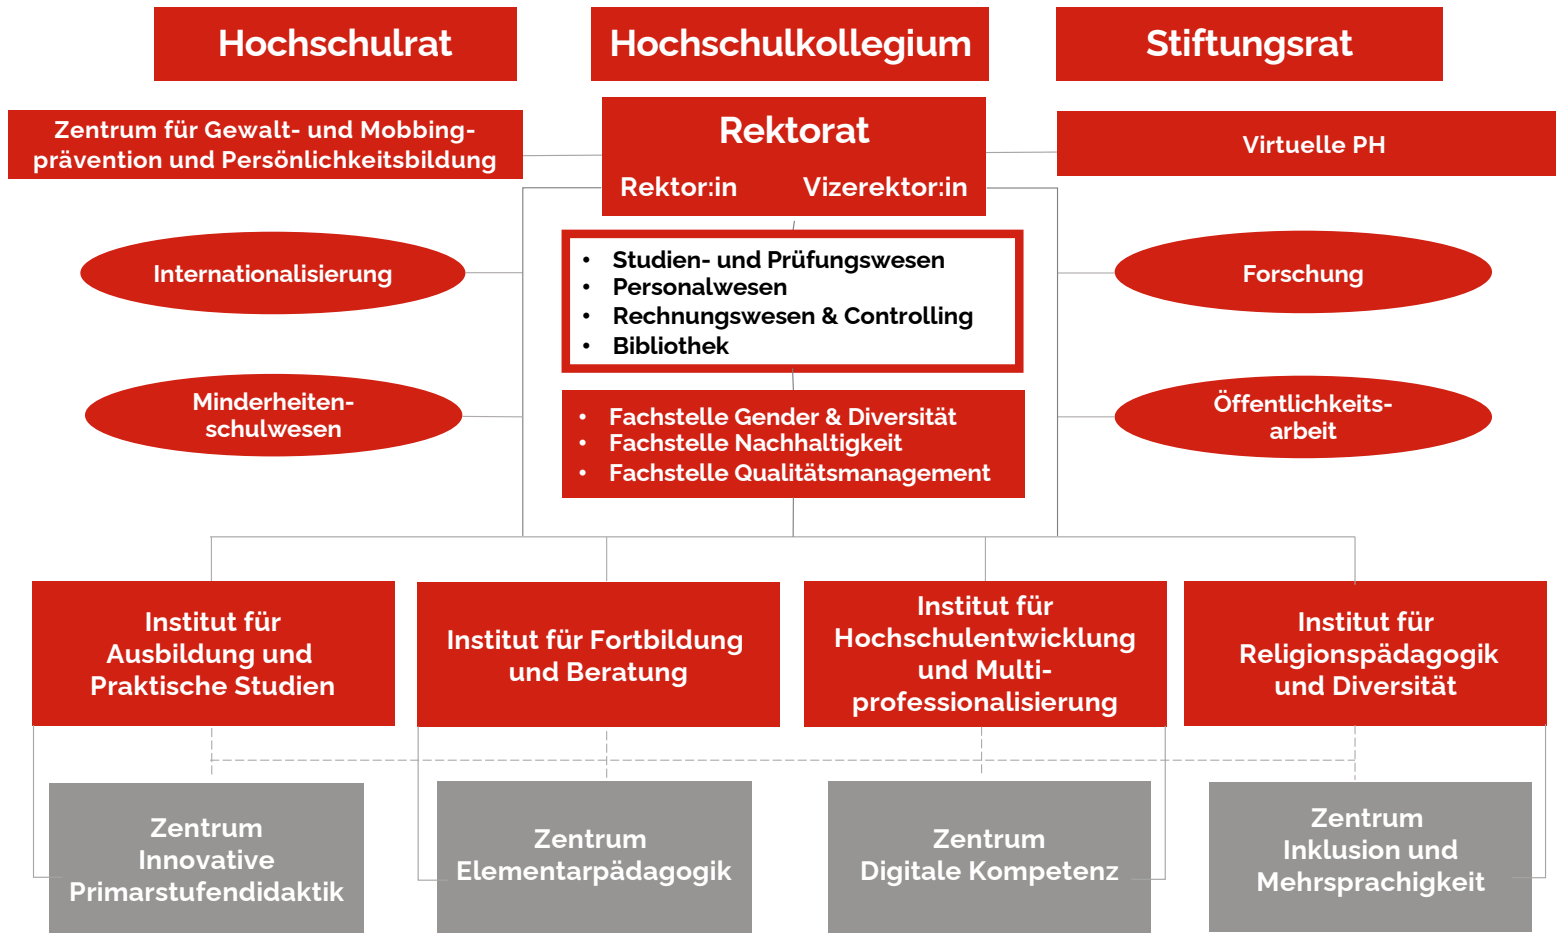 Hochschulrat
Hochschulkollegium
Stiftungsrat
Zentrum für Gewalt- und Mobbing-
prävention und Persönlichkeitsbildung
Rektorat
Rektor:in Vizerektor:in
Virtuelle PH
Internationalisierung
• Studien- und Prüfungswesen
• Personalwesen
• Rechnungswesen & Controlling
• Bibliothek
Forschung
Minderheiten-
schulwesen
• Fachstelle Gender & Diversität
• Fachstelle Nachhaltigkeit
• Fachstelle Qualitätsmanagement
Öffentlichkeits-
arbeit
Institut für
Ausbildung und
Praktische Studien
Institut für Fortbildung
und Beratung
Institut für
Hochschulentwicklung
und Multi-
professionalisierung
Institut für
Religionspädagogik
und Diversität
Zentrum
Innovative
Primarstufendidaktik
Zentrum
Elementarpädagogik
Zentrum
Digitale Kompetenz
Zentrum
Inklusion und
Mehrsprachigkeit